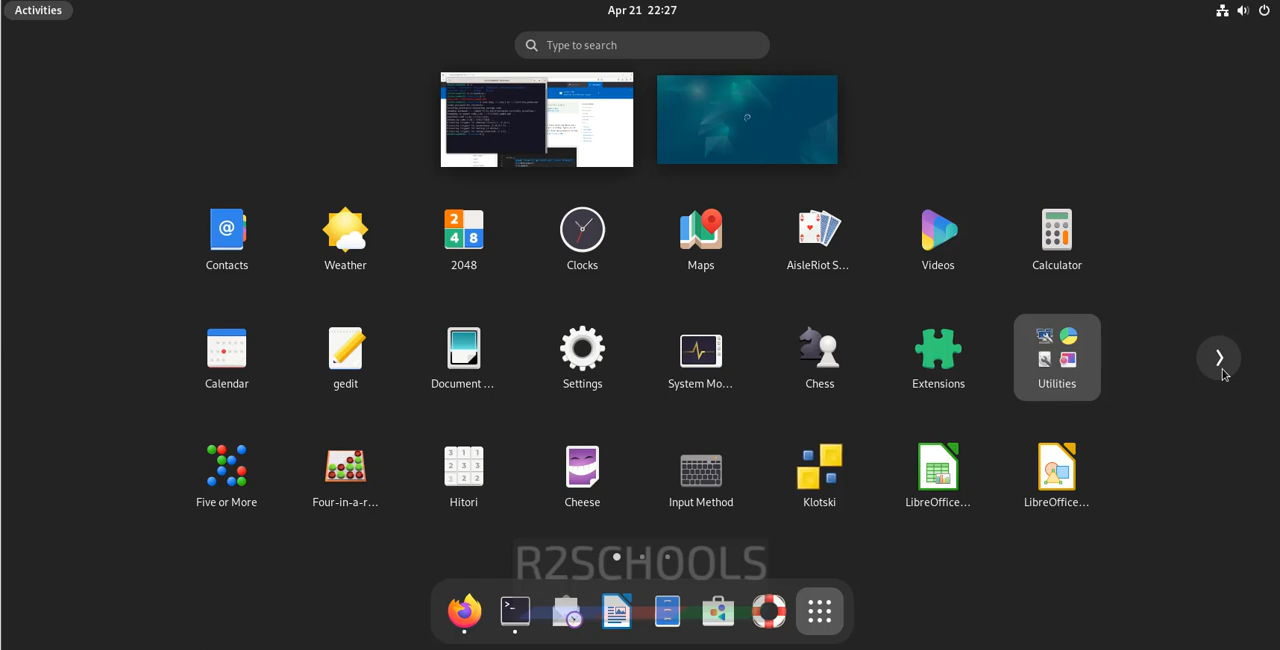 Activities
Apr 21 22:27
Type to search
Contacts
Weather
2048
Clocks
Maps
AisleRiot S...
Videos
Calculator
Calendar
gedit
Document ...
Settings
System Mo...
Chess
Extensions
Utilities
Five or More
Four-in-a-r...
Hitori
Cheese
Input Method
Klotski
LibreOffice...
LibreOffice...
R2SCHOOLS